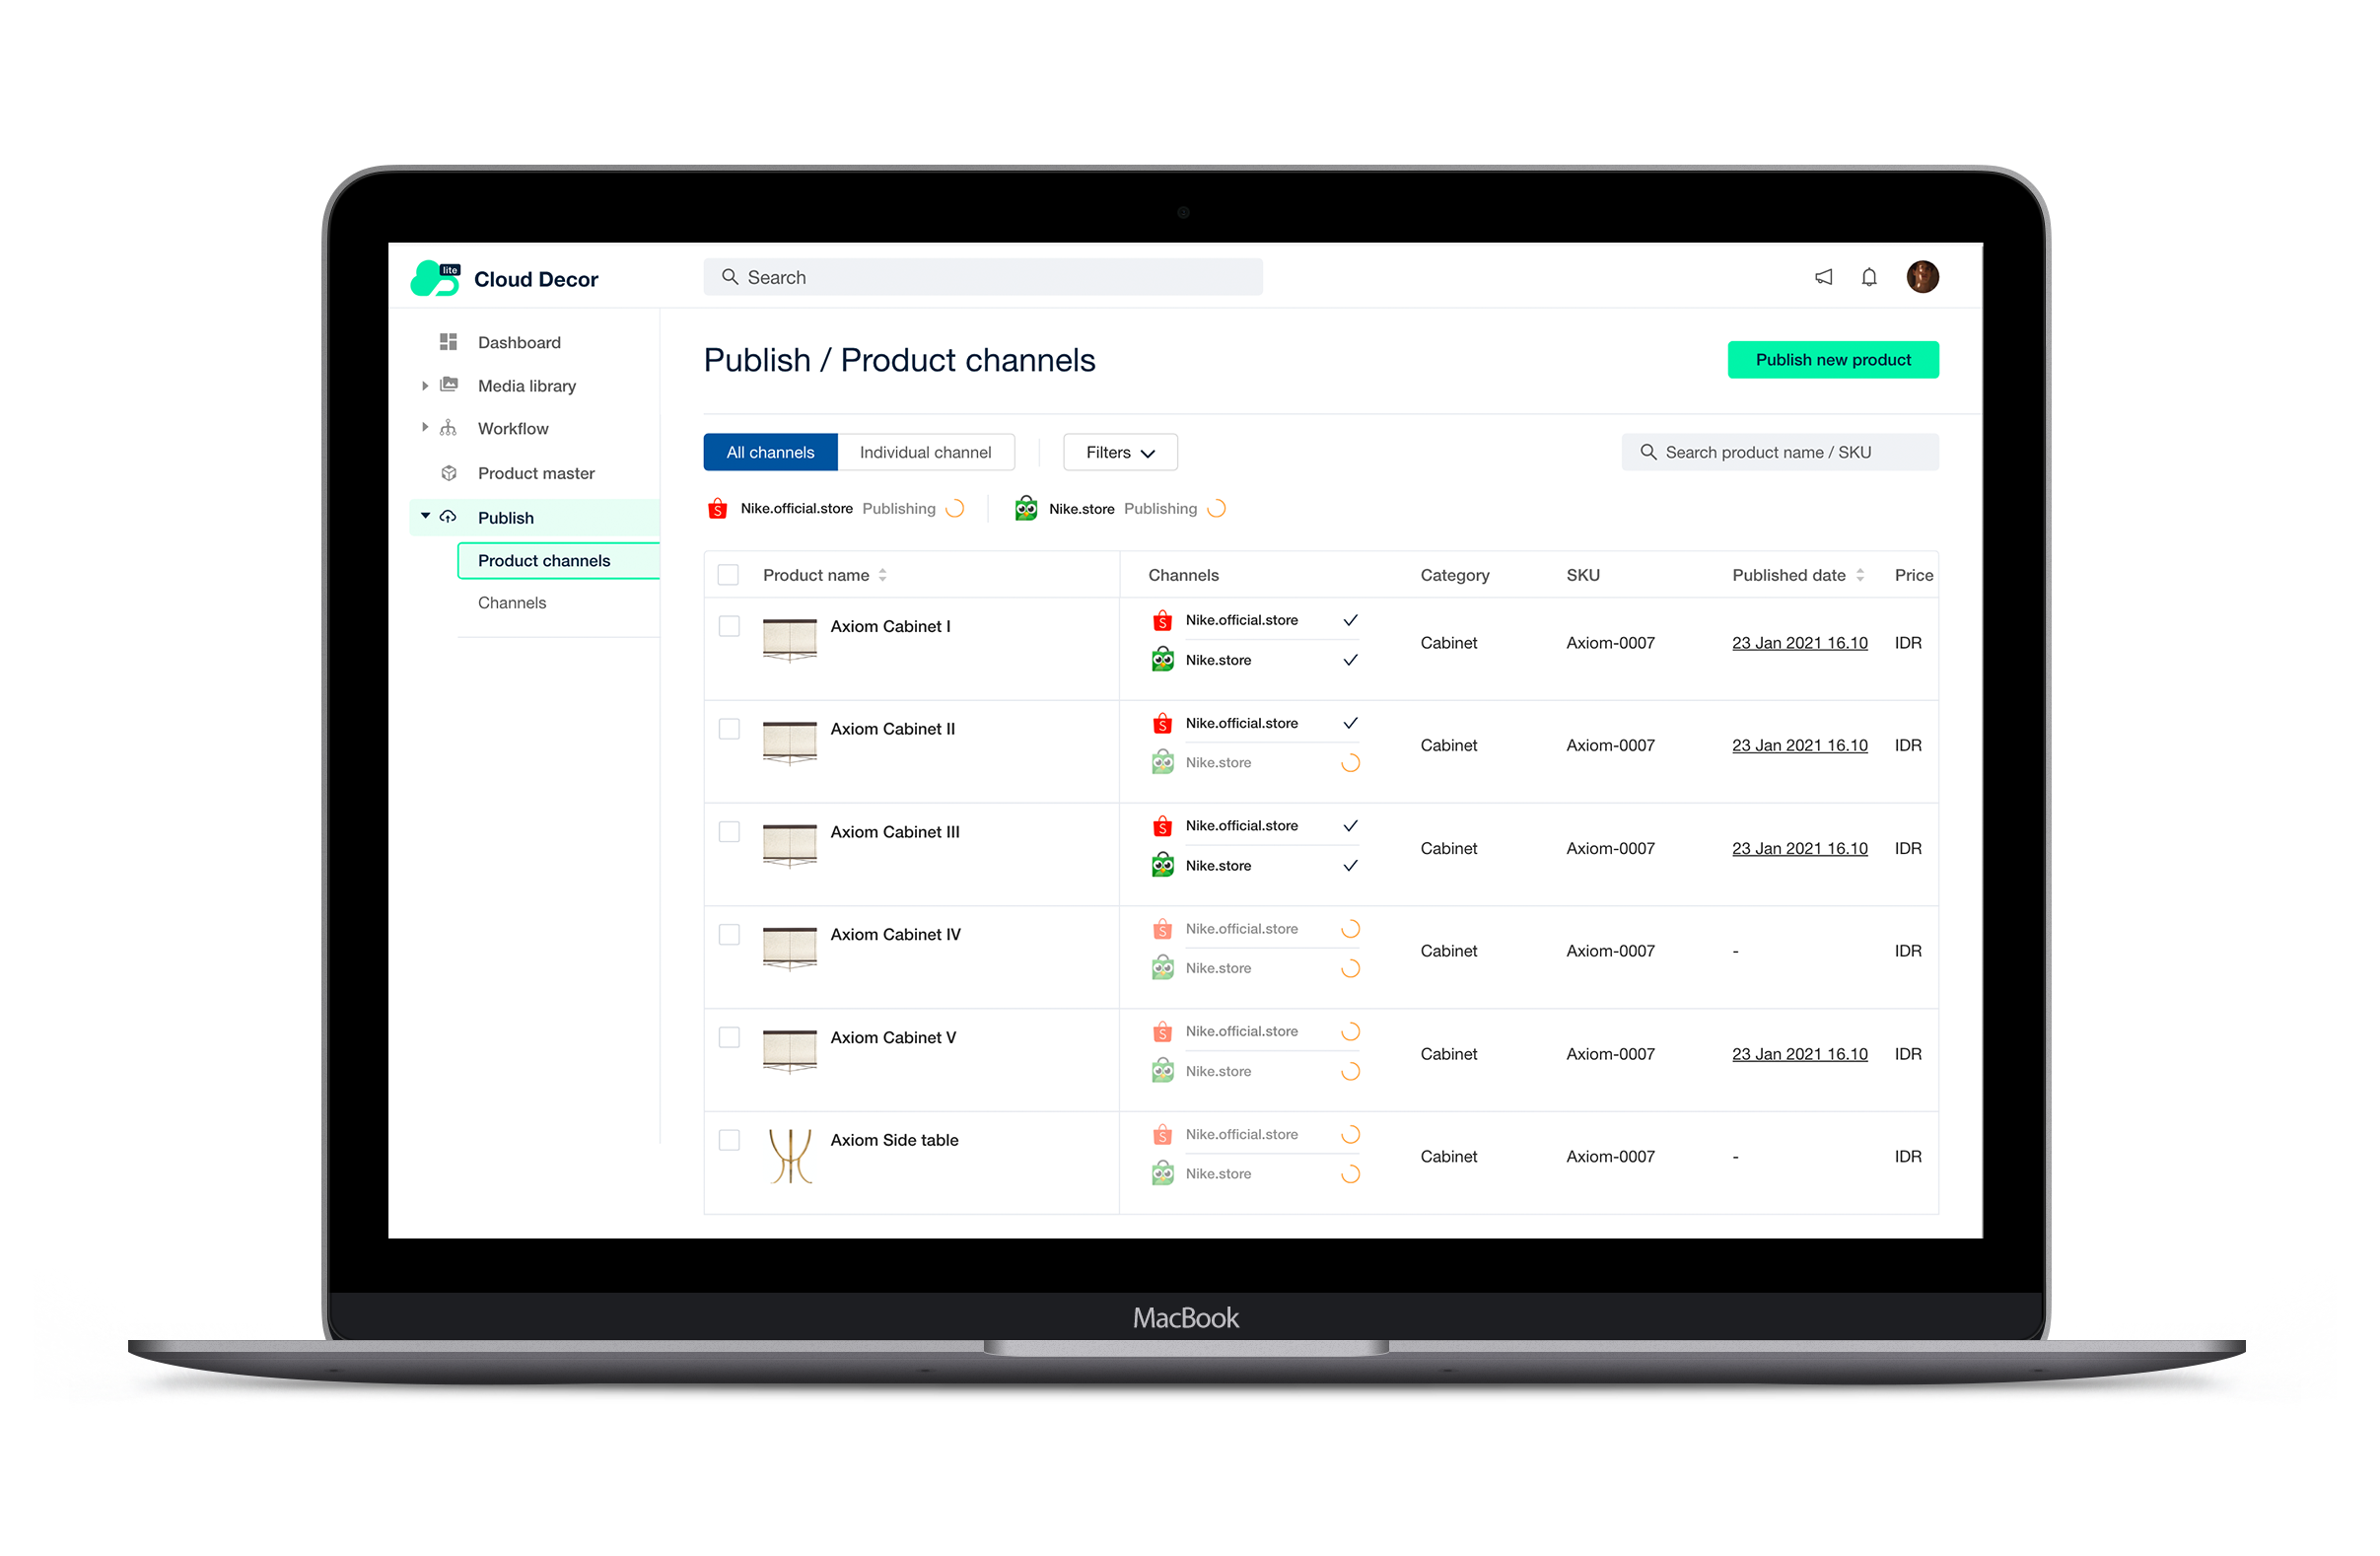 lite
Cloud Decor
Search
Dashboard
Media library
Workflow
Product master
Publish
Product channels
Channels
Publish / Product channels
Publish new product
All channels
Individual channel
Filters
Search product name / SKU
S
Nike.official.store Publishing
Nike.store Publishing
Product name
Channels
Category
SKU
Published date
Price
Axiom Cabinet I
S
Nike.official.store
Nike.store
Cabinet
Axiom-0007
23 Jan 2021 16.10
IDR
Axiom Cabinet II
S
Nike.official.store
Nike.store
Cabinet
Axiom-0007
23 Jan 2021 16.10
IDR
Axiom Cabinet III
S
Nike.official.store
Nike.store
Cabinet
Axiom-0007
23 Jan 2021 16.10
IDR
Axiom Cabinet IV
S
Nike.official.store
Nike.store
Cabinet
Axiom-0007
-
IDR
Axiom Cabinet V
S
Nike.official.store
Nike.store
Cabinet
Axiom-0007
23 Jan 2021 16.10
IDR
Axiom Side table
S
Nike.official.store
Nike.store
Cabinet
Axiom-0007
-
IDR
MacBook